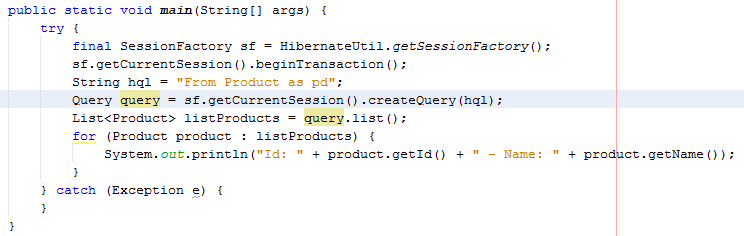 public static void main(String[] args) {
    try {
        final SessionFactory sf = HibernateUtil.getSessionFactory();
        sf.getCurrentSession().beginTransaction();
        String hql = "From Product as pd";
        Query query = sf.getCurrentSession().createQuery(hql);
        List<Product> listProducts = query.list();
        for (Product product : listProducts) {
            System.out.println("Id: " + product.getId() + " - Name: " + product.getName());
        }
    } catch (Exception e) {
    }
}